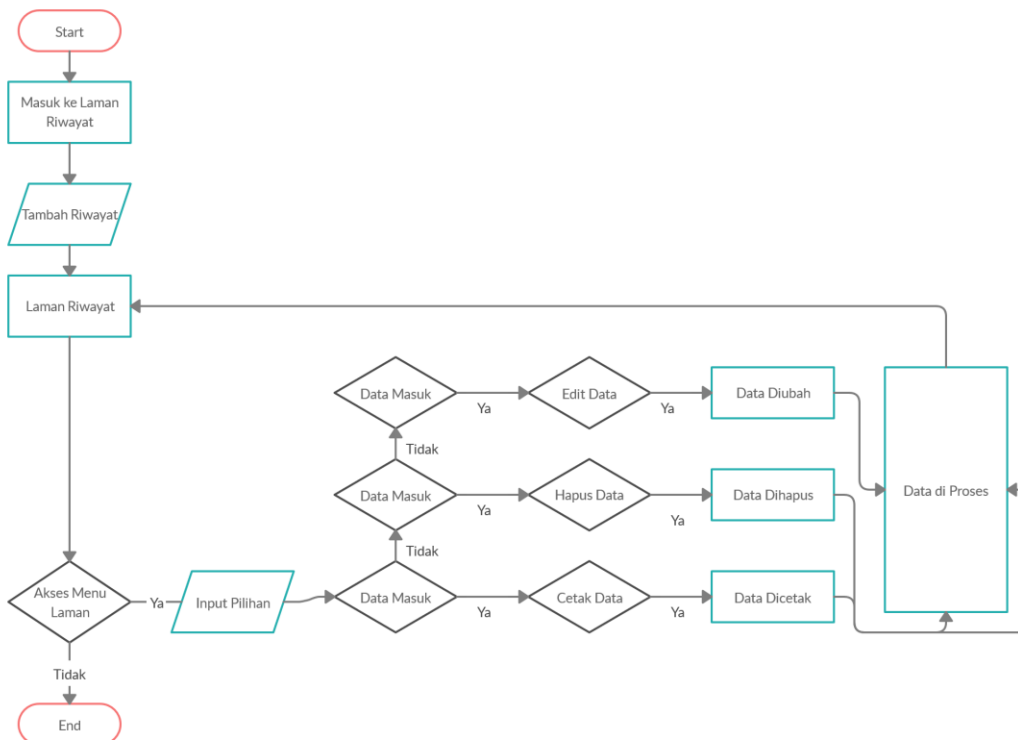 Start
Masuk ke Laman
Riwayat
Tambah Riwayat
Laman Riwayat
Data Masuk
Ya
Edit Data
Ya
Data Diubah
Tidak
Data Masuk
Ya
Hapus Data
Ya
Data Dihapus
Data di Proses
Tidak
Akses Menu
Laman
Ya
Input Pilihan
Data Masuk
Ya
Cetak Data
Ya
Data Dicetak
Tidak
End